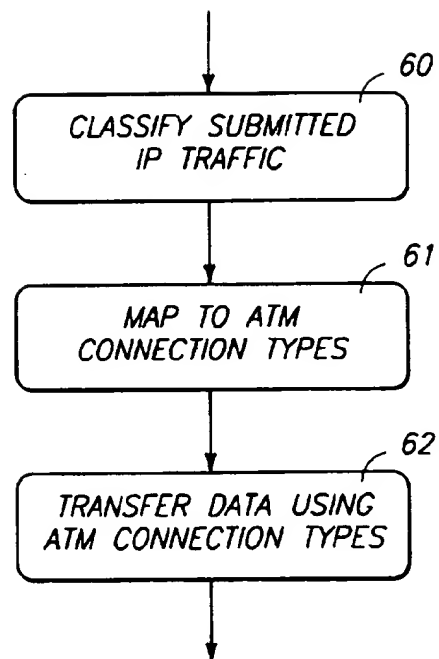 60
CLASSIFY SUBMITTED
IP TRAFFIC
61
MAP TO ATM
CONNECTION TYPES
62
TRANSFER DATA USING
ATM CONNECTION TYPES